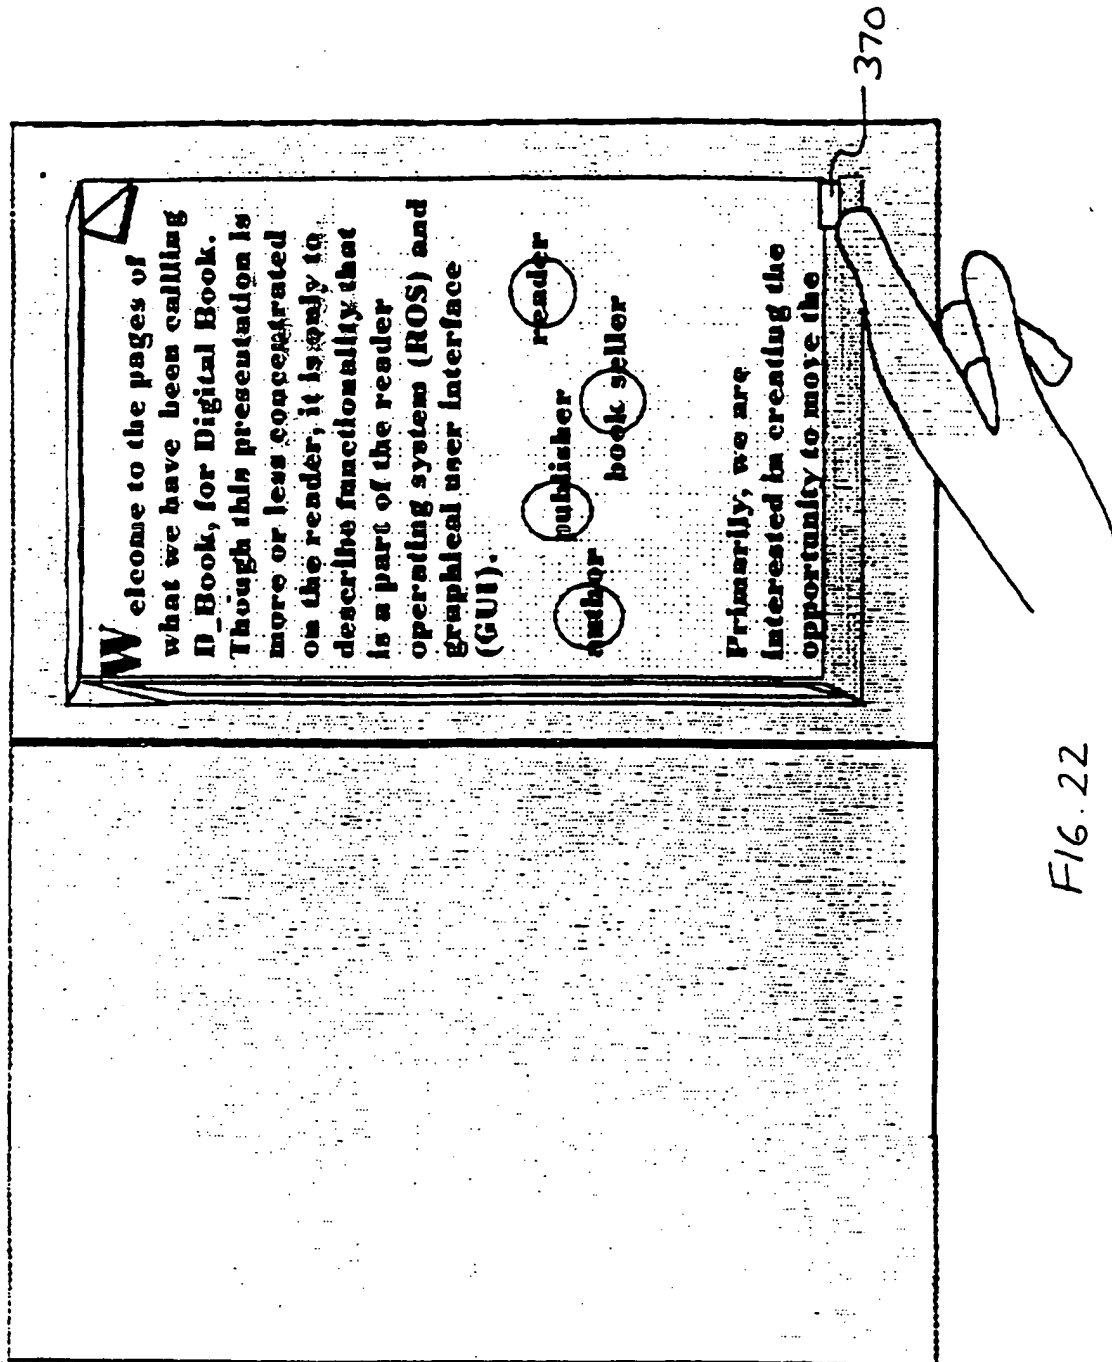 Welcome to the pages of
what we have been calling
D_Book, for Digital Book.
Though this presentation is
more or less concentrated
on the reader, it is only to
describe functionality that
is a part of the reader
operating system (ROS) and
graphical user interface
(GUI).
reader
publisher
book seller
author
Primarily, we are
interested in creating the
opportunity to move the
370
FIG. 22